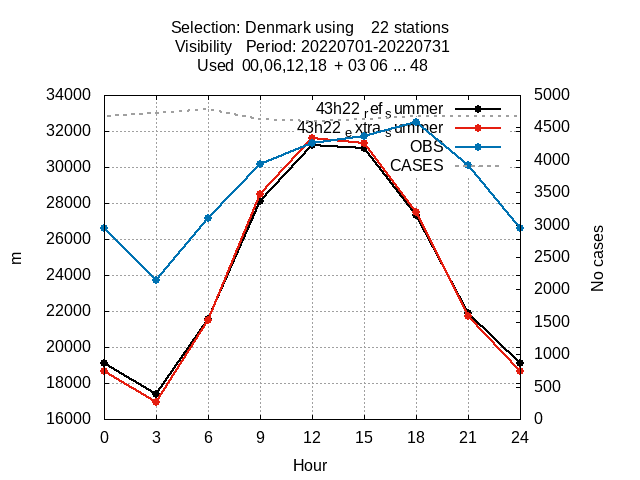 Selection: Denmark using 22 stations
Visibility Period: 20220701-20220731
Used 00,06,12,18 + 03 06 ... 48
34000
32000
30000
28000
26000
24000
22000
20000
18000
16000
m
43h22_ref_summer
43h22_extra_summer
OBS
CASES
5000
4500
4000
3500
3000
2500
2000
1500
1000
500
0
No cases
0 3 6 9 12 15 18 21 24
Hour